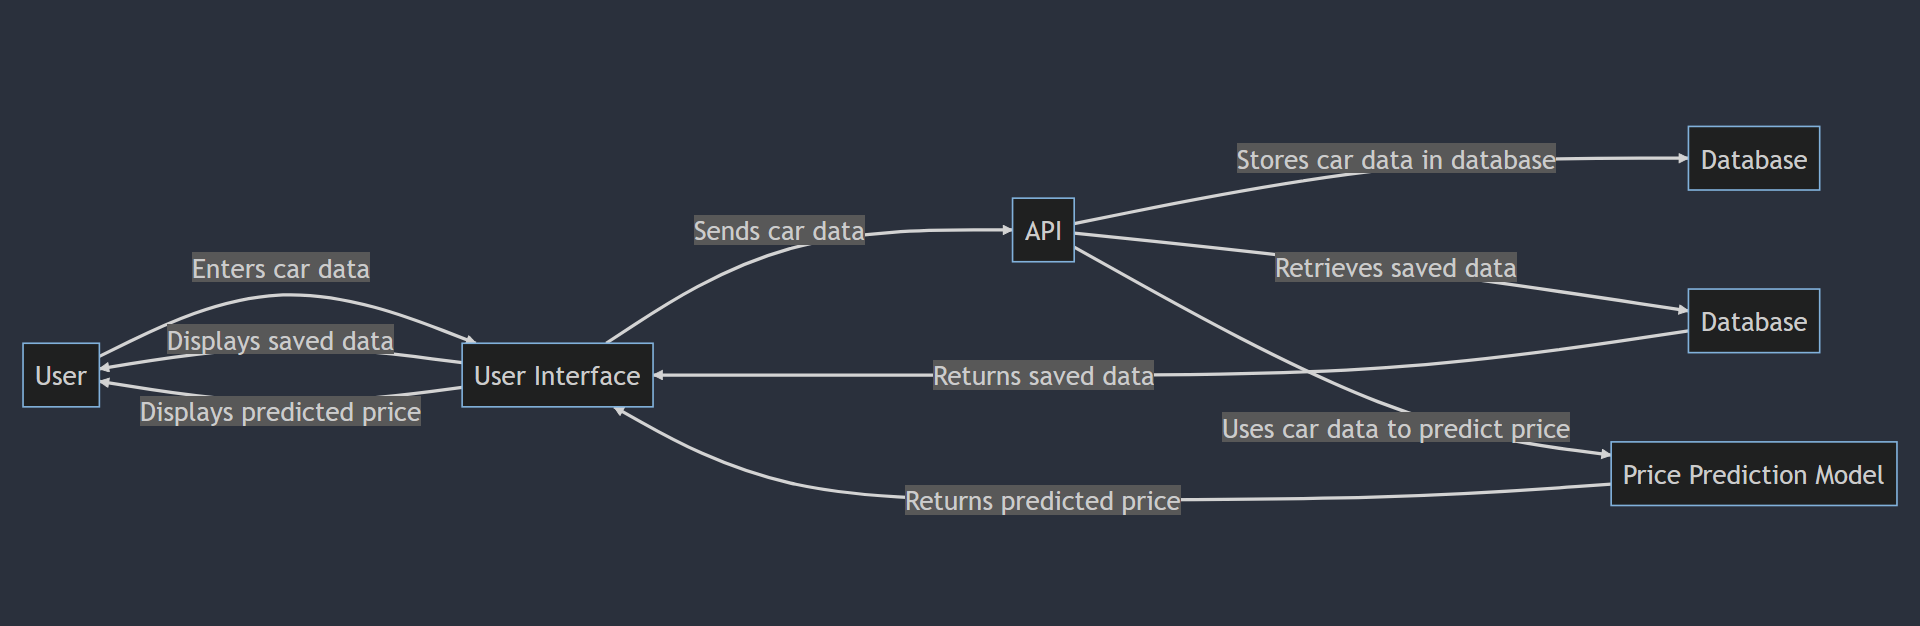 Enters car data
Displays saved data
User
Displays predicted price
User Interface
Sends car data
API
Stores car data in database
Database
Retrieves saved data
Database
Returns saved data
Uses car data to predict price
Price Prediction Model
Returns predicted price